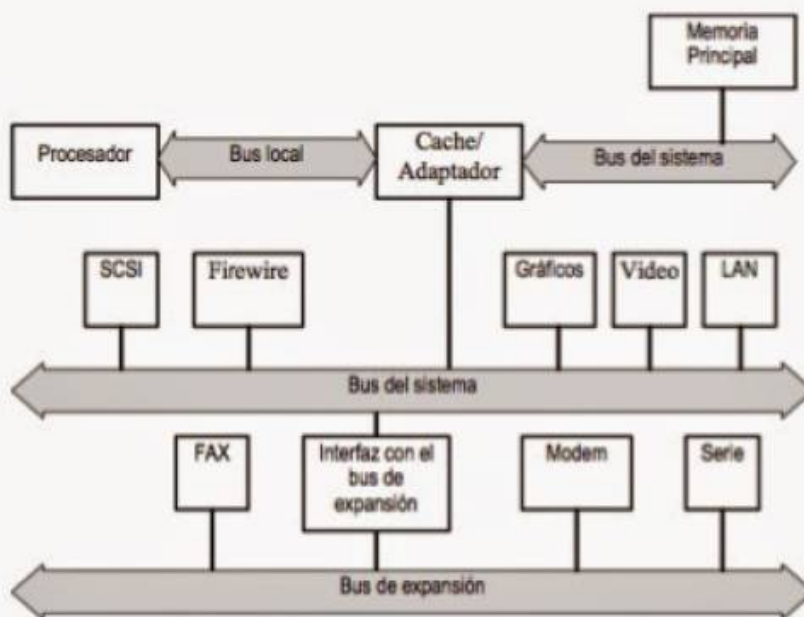 Memoria
Principal
Procesador
Bus local
Cache/
Adaptador
Bus del sistema
SCSI
Firewire
Gráficos
Video
LAN
Bus del sistema
FAX
Interfaz con el
bus de
expansión
Modem
Serie
Bus de expansión